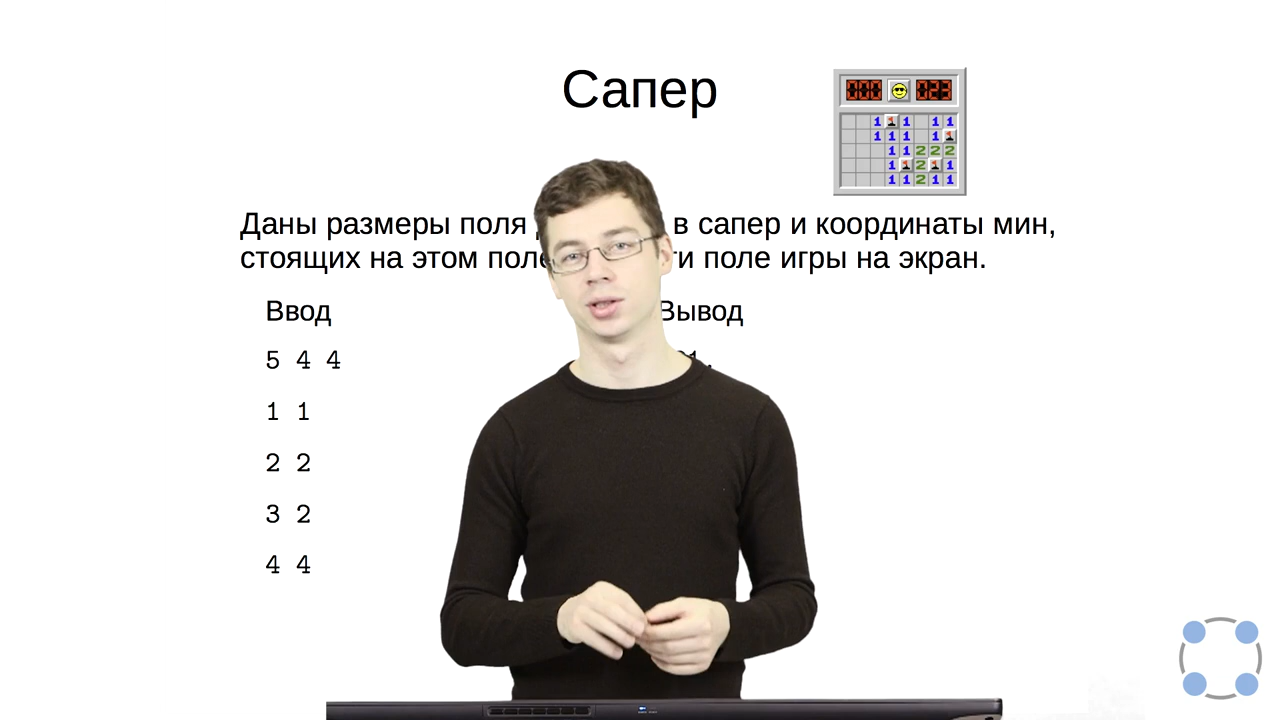 Сапер
Даны размеры поля в сапер и координаты мин,
стоящих на этом поле игры на экран.
Ввод Вывод
5 4 4
1 1
2 2
3 2
4 4